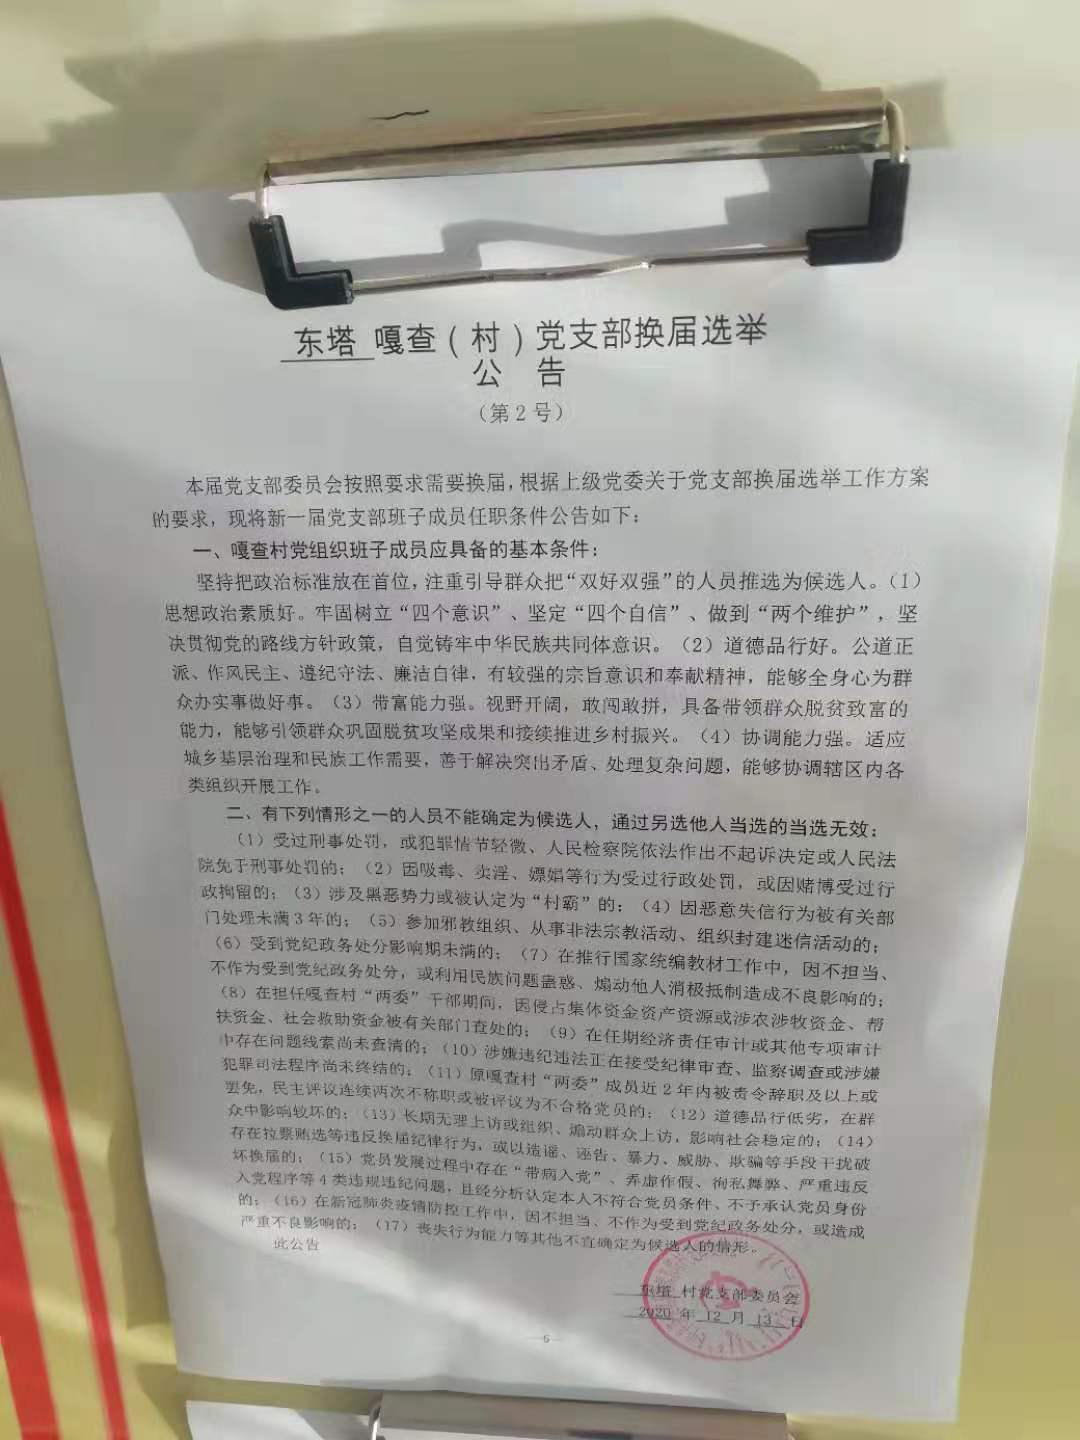 东塔 嘎查（村）党支部换届选举
公 告
（第2号）
本届党支部委员会按照要求需要换届，根据上级党委关于党支部换届选举工作方案
的要求，现将新一届党支部班子成员任职条件公告如下：
一、嘎查村党组织班子成员应具备的基本条件：
坚持把政治标准放在首位，注重引导群众把“双好双强”的人员推选为候选人。（1）
思想政治素质好。牢固树立“四个意识”、坚定“四个自信”、做到“两个维护”，坚
决贯彻党的路线方针政策，自觉铸牢中华民族共同体意识。（2）道德品行好。公道正
派、作风民主、遵纪守法、廉洁自律，有较强的宗旨意识和奉献精神，能够全身心为群
众办实事做好事。（3）带富能力强。视野开阔，敢闯敢拼，具备带领群众脱贫致富的
能力，能够引领群众巩固脱贫攻坚成果和接续推进乡村振兴。（4）协调能力强。适应
城乡基层治理和民族工作需要，善于解决突出矛盾、处理复杂问题，能够协调辖区内各
类组织开展工作。
二、有下列情形之一的人员不能确定为候选人，通过另选他人当选的当选无效：
（1）受过刑事处罚，或犯罪情节轻微、人民检察院依法作出不起诉决定或人民法
院免于刑事处罚的；（2）因吸毒、卖淫、嫖娼等行为受过行政处罚，或因赌博受过行
政拘留的；（3）涉及黑恶势力或被认定为“村霸”的；（4）因恶意失信行为被有关部
门处理未满3年的；（5）参加邪教组织、从事非法宗教活动、组织封建迷信活动的；
（6）受到党纪政务处分影响期未满的；（7）在推行国家统编教材工作中，因不担当、
不作为受到党纪政务处分，或利用民族问题蛊惑、煽动他人消极抵制造成不良影响的；
（8）在担任嘎查村“两委”干部期间，因侵占集体资金资产资源或涉农涉牧资金、帮
扶资金、社会救助资金被有关部门查处的；（9）在任期经济责任审计或其他专项审计
中存在问题线索尚未查清的；（10）涉嫌违纪违法正在接受纪律审查、监察调查或涉嫌
犯罪司法程序尚未终结的；（11）原嘎查村“两委”成员近2年内被责令辞职及以上或
罢免，民主评议连续两次不称职或被评议为不合格党员的；（12）道德品行低劣，在群
众中影响较坏的；（13）长期无理上访或组织、煽动群众上访，影响社会稳定的；（14）
存在拉票贿选等违反换届纪律行为，或以造谣、诬告、暴力、威胁、欺骗等手段干扰破
坏换届的；（15）党员发展过程中存在“带病入党”、弄虚作假、徇私舞弊、严重违反
入党程序等4类违规违纪问题，且经分析认定本人不符合党员条件、不予承认党员身份
的；（16）在新冠肺炎疫情防控工作中，因不担当、不作为受到党纪政务处分，或造成
严重不良影响的；（17）丧失行为能力等其他不宜确定为候选人的情形。
此公告
东塔 村党支部委员会
2020 年 12 月 13 日
6